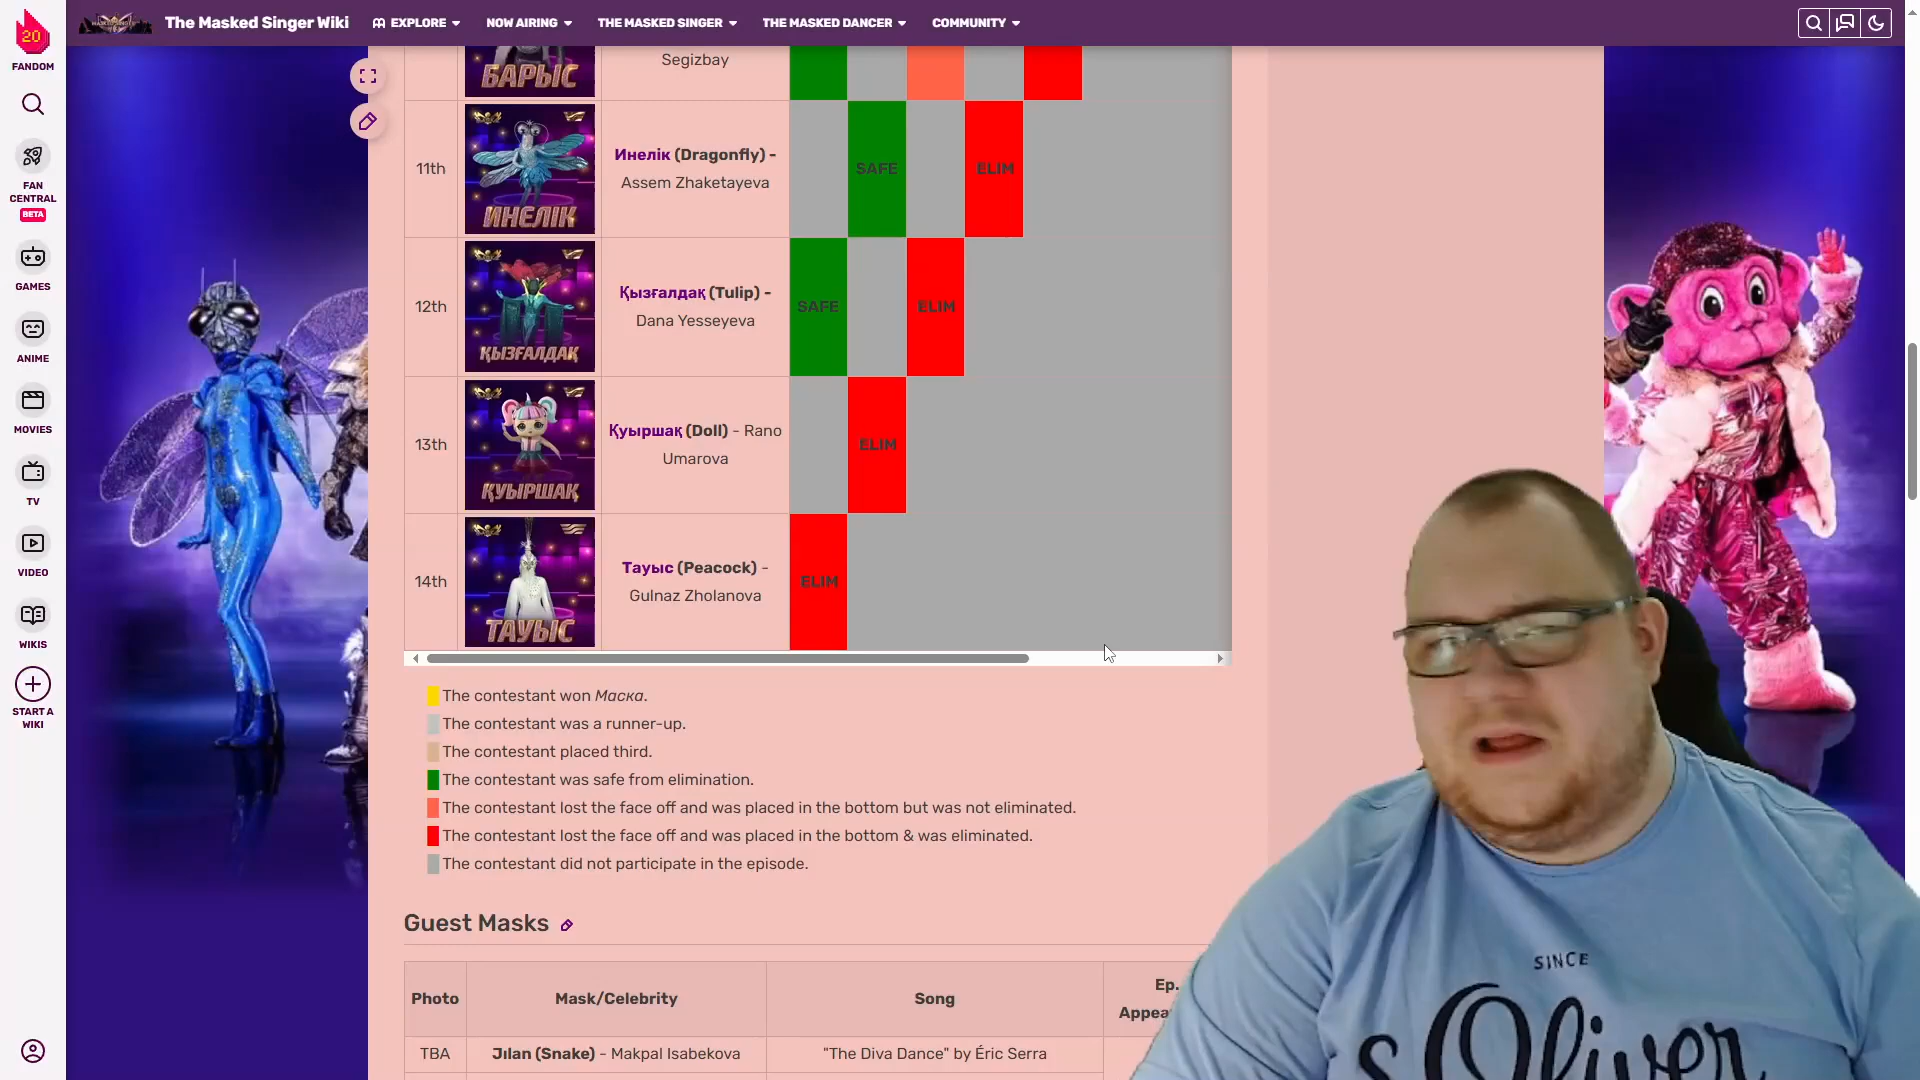 20
FANDOM
FAN
CENTRAL
BETA
GAMES
ANIME
MOVIES
TV
VIDEO
WIKIS
START A
WIKI
The Masked Singer Wiki
EXPLORE
NOW AIRING
THE MASKED SINGER
THE MASKED DANCER
COMMUNITY
БАРЫС
Segizbay
11th
ИНЕЛІК
Инелік (Dragonfly) -
Assem Zhaketayeva
SAFE
ELIM
12th
ҚЫЗҒАЛДАҚ
Қызғалдақ (Tulip) -
Dana Yesseyeva
SAFE
ELIM
13th
ҚУЫРШАҚ
Қуыршақ (Doll) - Rano
Umarova
ELIM
14th
ТАУЫС
Тауыс (Peacock) -
Gulnaz Zholanova
ELIM
The contestant won Маска.
The contestant was a runner-up.
The contestant placed third.
The contestant was safe from elimination.
The contestant lost the face off and was placed in the bottom but was not eliminated.
The contestant lost the face off and was placed in the bottom & was eliminated.
The contestant did not participate in the episode.
Guest Masks
Photo
Mask/Celebrity
Song
Ep.
Appea
TBA
Jılan (Snake) - Makpal Isabekova
"The Diva Dance" by Éric Serra
SINCE
s.Oliver